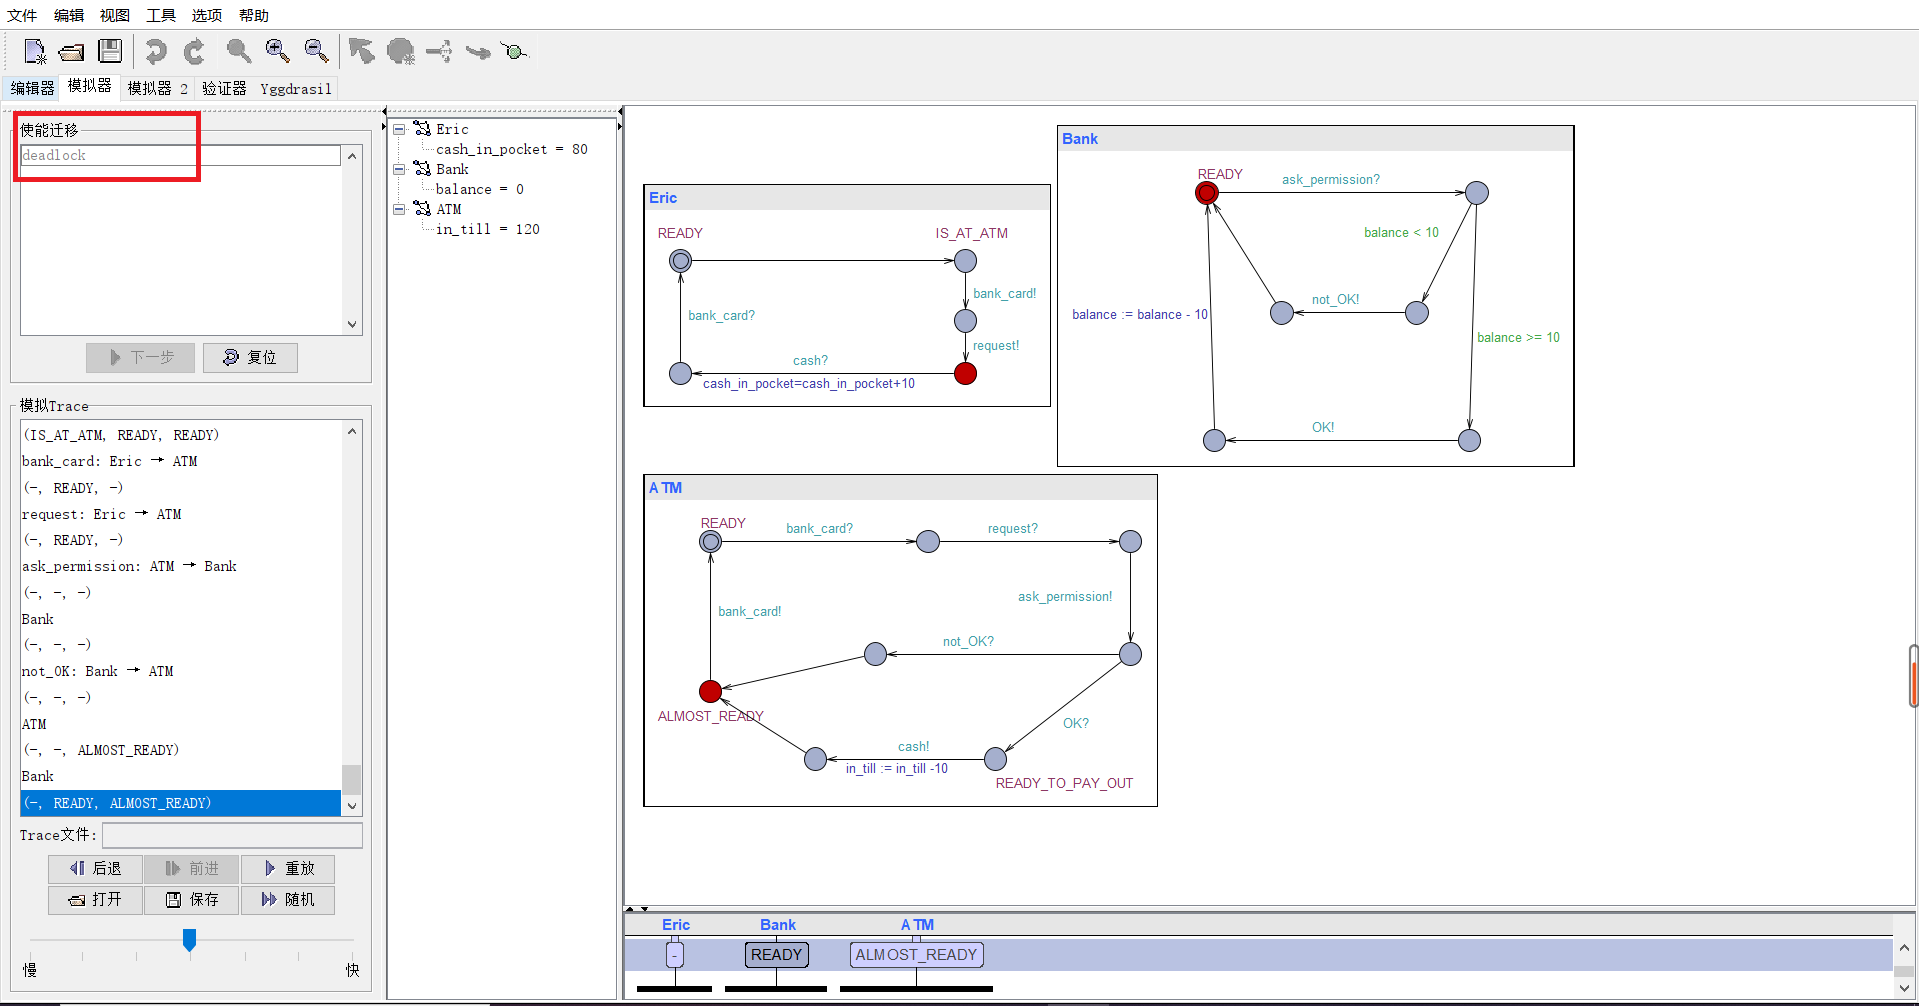 文件 编辑 视图 工具 选项 帮助
编辑器 模拟器 模拟器 2 验证器 Yggdrasil
使能迁移
deadlock
下一步 复位
模拟Trace
(IS_AT_ATM, READY, READY)
bank_card: Eric → ATM
(-, READY, -)
request: Eric → ATM
(-, READY, -)
ask_permission: ATM → Bank
(-, -, -)
Bank
(-, -, -)
not_OK: Bank → ATM
(-, -, -)
ATM
(-, -, ALMOST_READY)
Bank
(-, READY, ALMOST_READY)
Trace文件:
后退 前进 重放
打开 保存 随机
慢 快
Eric
cash_in_pocket = 80
Bank
balance = 0
ATM
in_till = 120
Eric
READY
IS_AT_ATM
bank_card!
bank_card?
request!
cash?
cash_in_pocket=cash_in_pocket+10
Bank
READY
ask_permission?
balance < 10
not_OK!
balance := balance - 10
balance >= 10
OK!
ATM
READY
bank_card?
request?
ask_permission!
bank_card!
not_OK?
ALMOST_READY
OK?
cash!
in_till := in_till -10
READY_TO_PAY_OUT
Eric Bank ATM
- READY ALMOST_READY